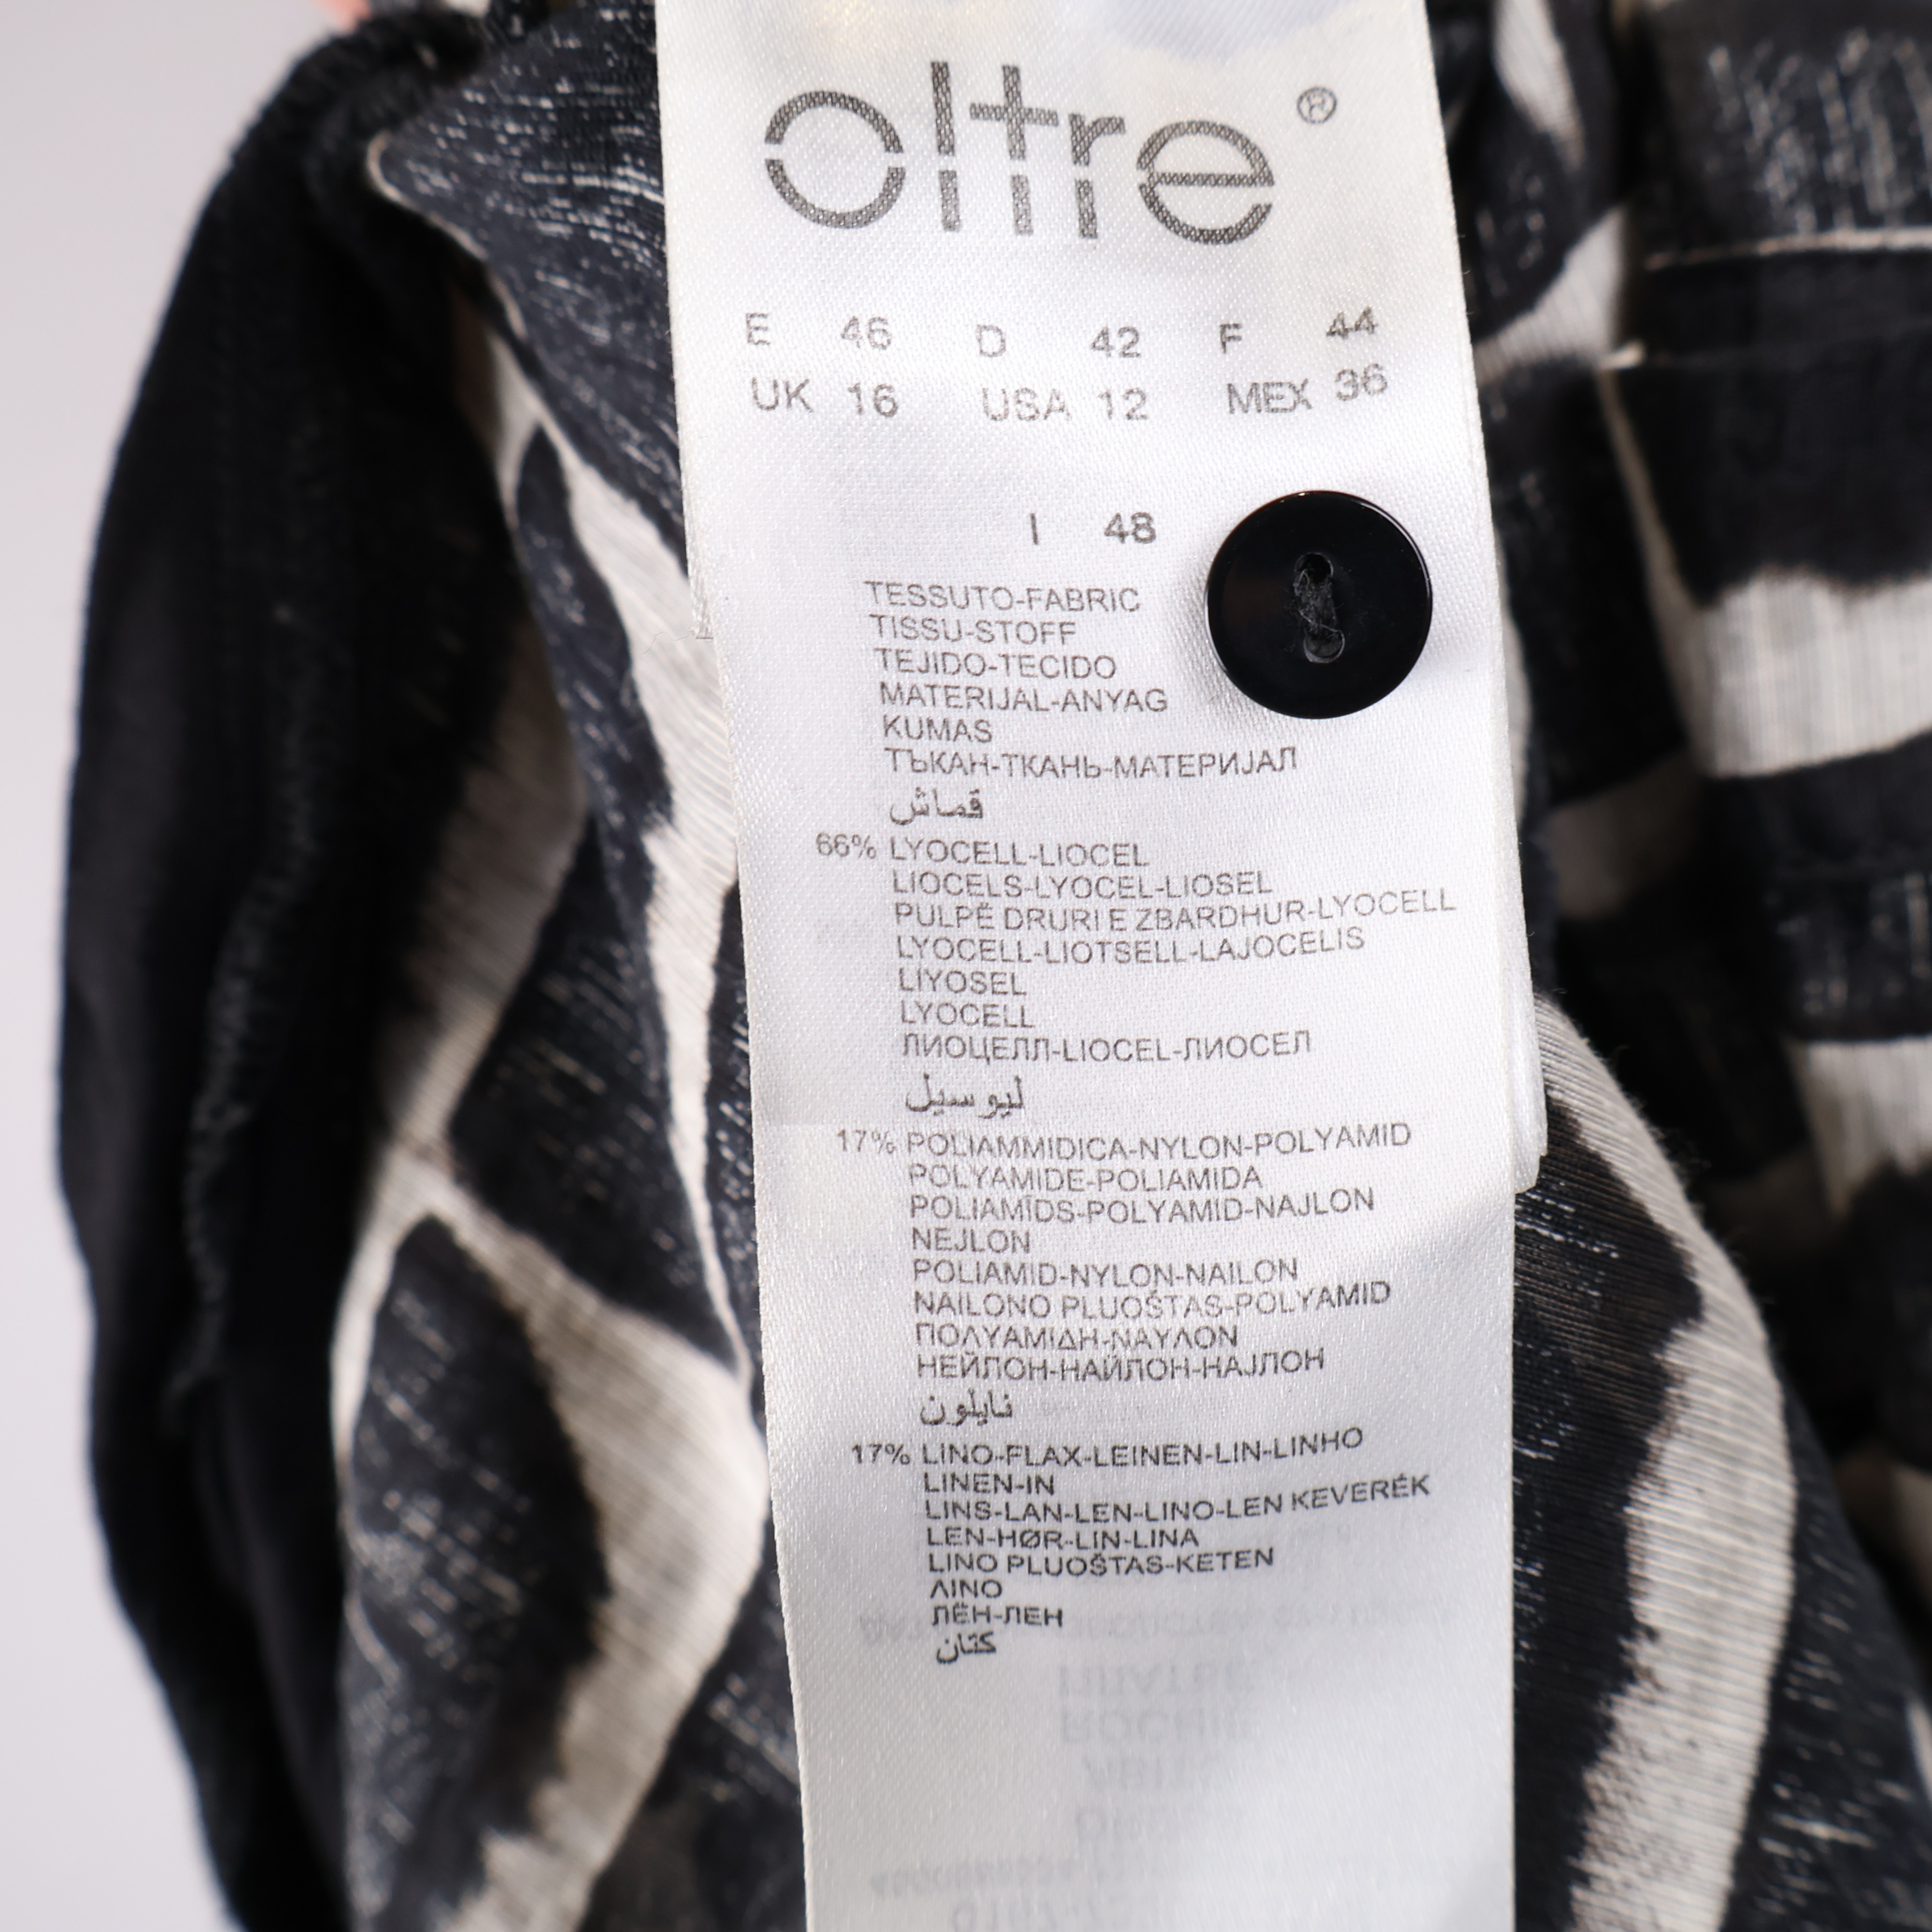 oltre ®
E 46 D 42 F 44
UK 16 USA 12 MEX 36
I 48
TESSUTO-FABRIC
TISSU-STOFF
TEJIDO-TECIDO
MATERIJAL-ANYAG
KUMAS
ТЪКАН-ТКАНЬ-МАТЕРИЈАЛ
قماش
66% LYOCELL-LIOCEL
LIOCELS-LYOCEL-LIOSEL
PULPË DRURI E ZBARDHUR-LYOCELL
LYOCELL-LIOTSELL-LAJOCELIS
LIYOSEL
LYOCELL
ЛИОЦЕЛЛ-LIOCEL-ЛИОСЕЛ
ليوسيل
17% POLIAMMIDICA-NYLON-POLYAMID
POLYAMIDE-POLIAMIDA
POLIAMĪDS-POLYAMID-NAJLON
NEJLON
POLIAMID-NYLON-NAILON
NAILONO PLUOŠTAS-POLYAMID
ΠΟΛΥΑΜΙΔΗ-ΝΑΥΛΟΝ
НЕЙЛОН-НАЙЛОН-НАЈЛОН
نايلون
17% LINO-FLAX-LEINEN-LIN-LINHO
LINEN-IN
LINS-LAN-LEN-LINO-LEN KEVERÉK
LEN-HØR-LIN-LINA
LINO PLUOŠTAS-KETEN
ΛΙΝΟ
ЛЁН-ЛЕН
كتان